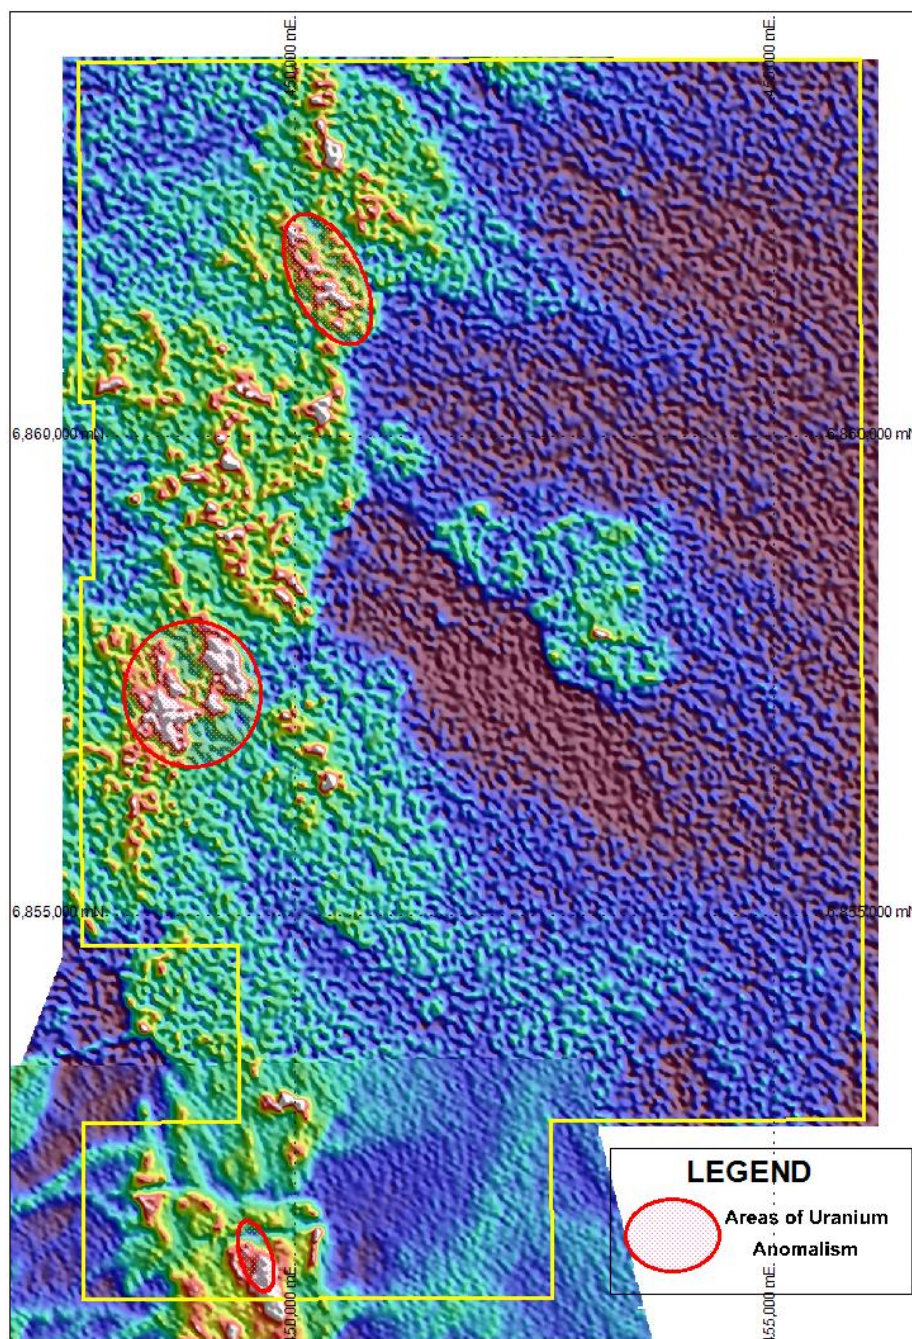 450,000 mE.
455,000 mE.
6,860,000 mN.
6,860,000 mN
6,855,000 mN.
6,855,000 mN
LEGEND
Areas of Uranium
Anomalism
450,000 mE.
455,000 mE.